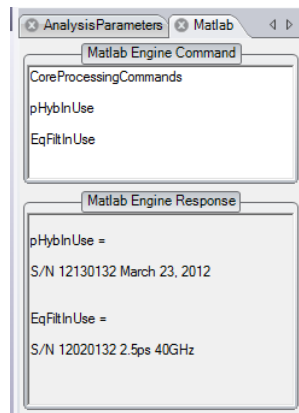 AnalysisParameters Matlab
Matlab Engine Command
CoreProcessingCommands
pHybInUse
EqFiltInUse
Matlab Engine Response
pHybInUse =
S/N 12130132 March 23, 2012
EqFiltInUse =
S/N 12020132 2.5ps 40GHz